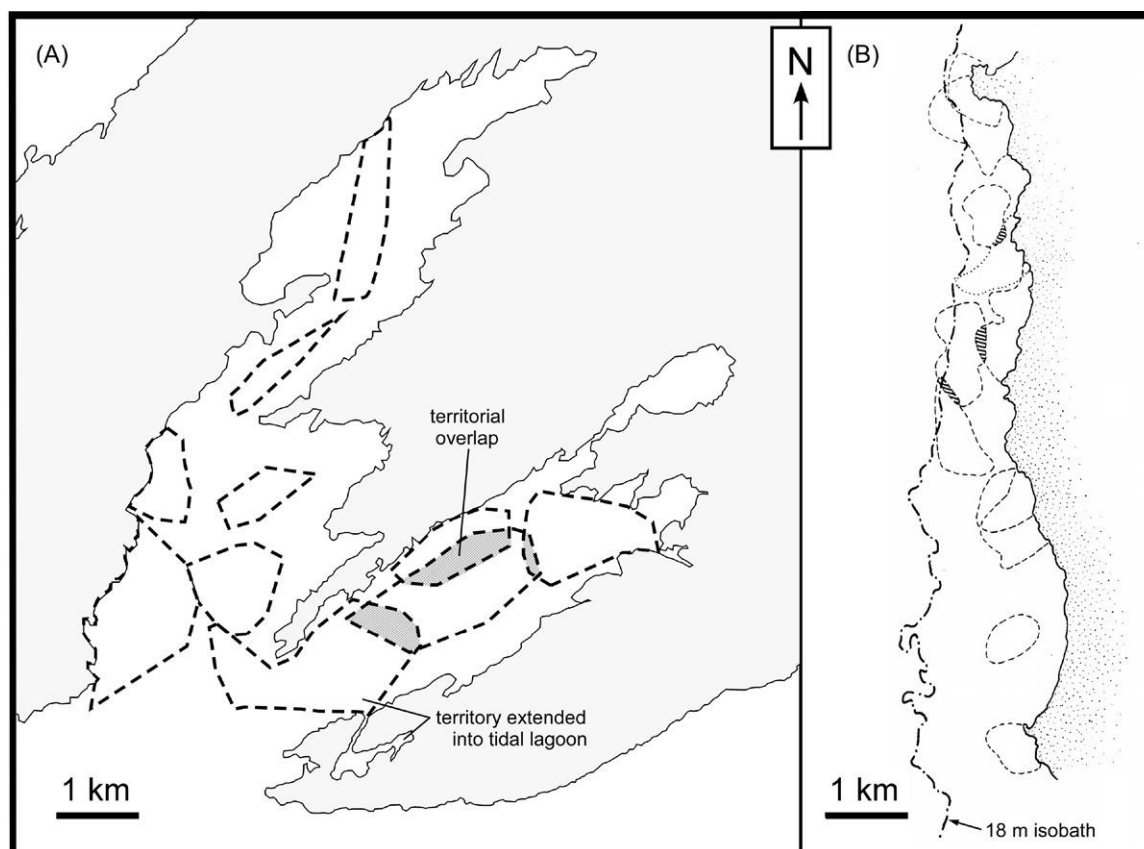 (A)
N
(B)
territorial
overlap
territory extended
into tidal lagoon
1 km
1 km
18 m isobath